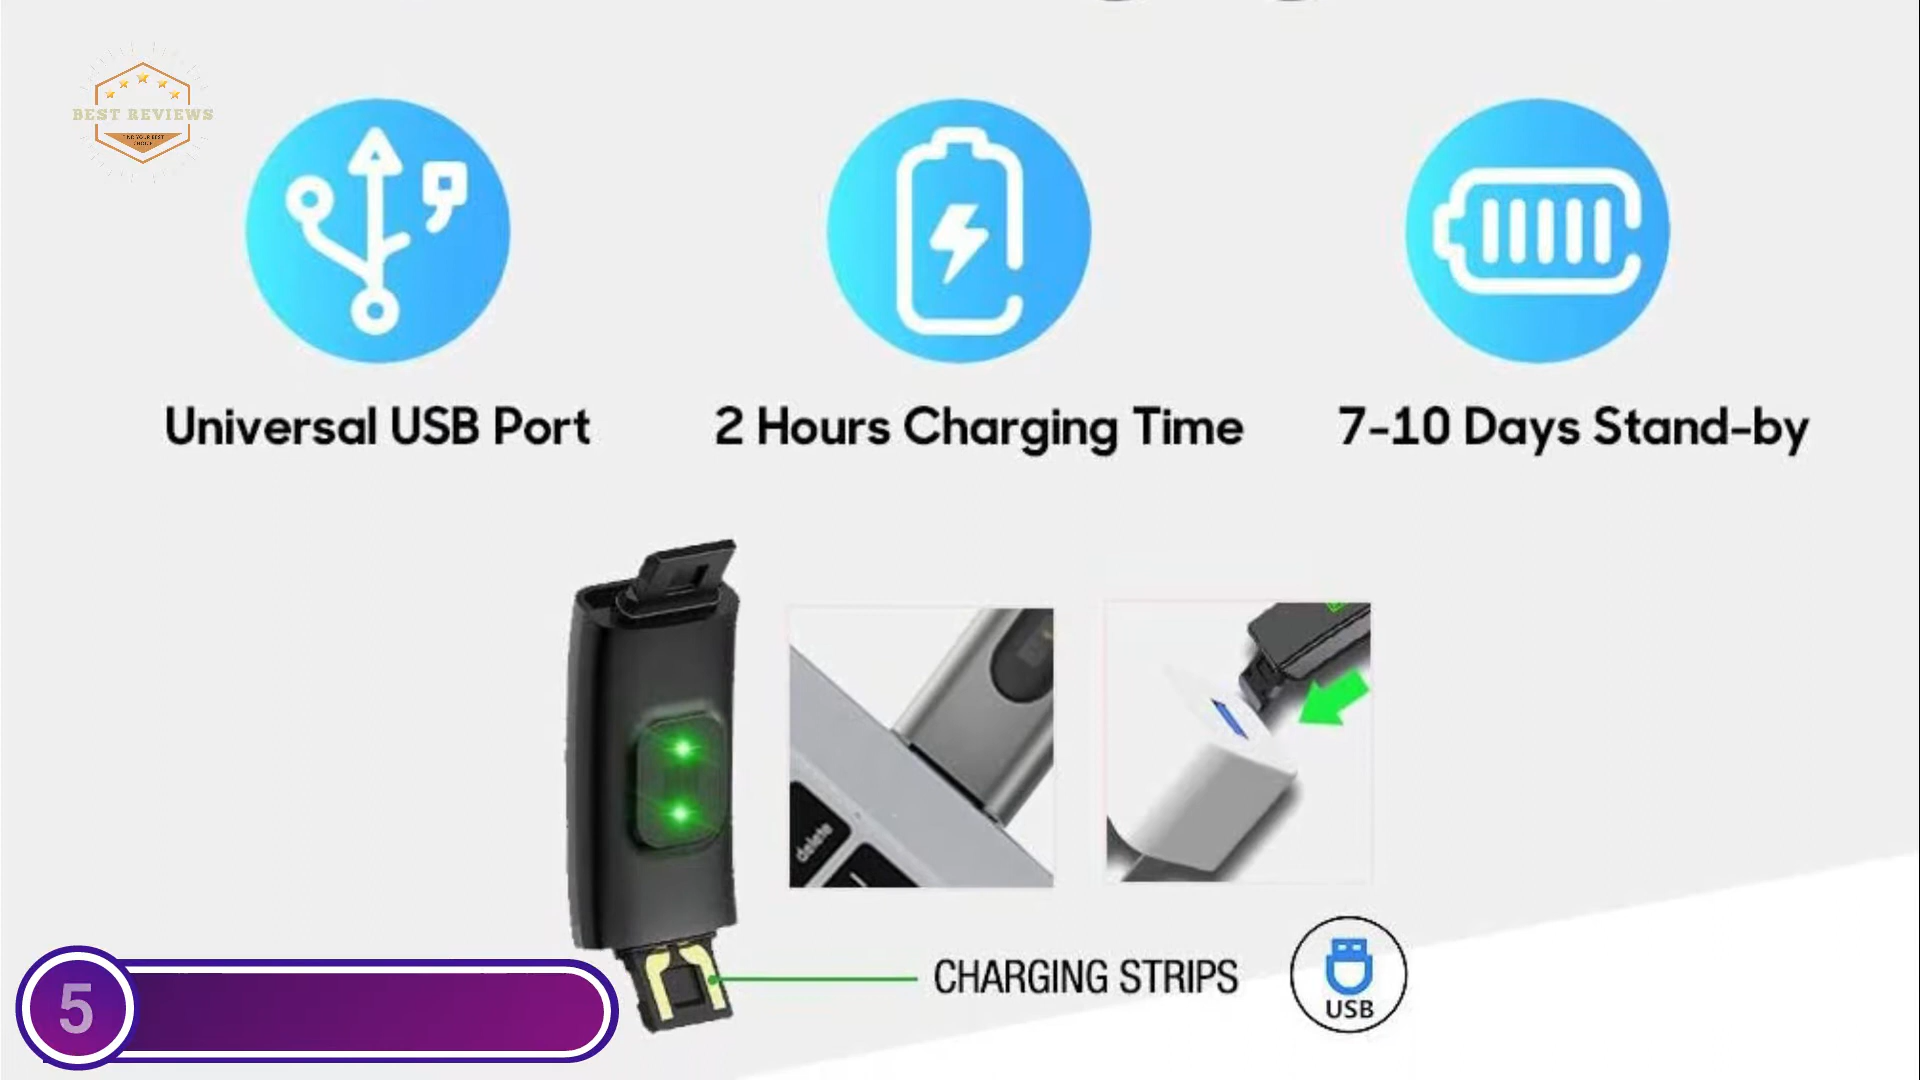 BEST REVIEWS
Universal USB Port
2 Hours Charging Time
7-10 Days Stand-by
delete
CHARGING STRIPS
USB
5